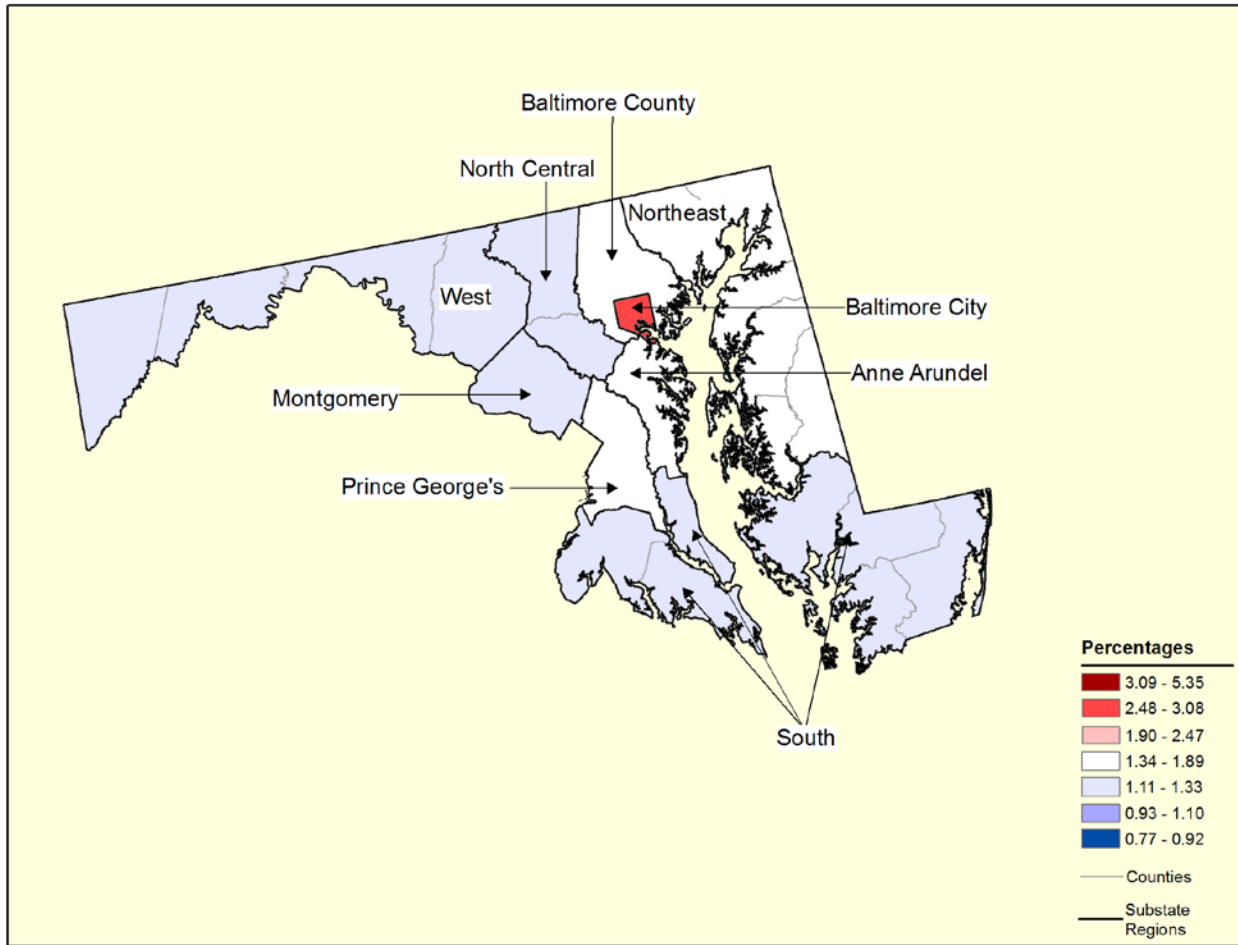 Baltimore County
North Central
Northeast
West
Baltimore City
Anne Arundel
Montgomery
Prince George's
South
Percentages
3.09 - 5.35
2.48 - 3.08
1.90 - 2.47
1.34 - 1.89
1.11 - 1.33
0.93 - 1.10
0.77 - 0.92
Counties
Substate
Regions